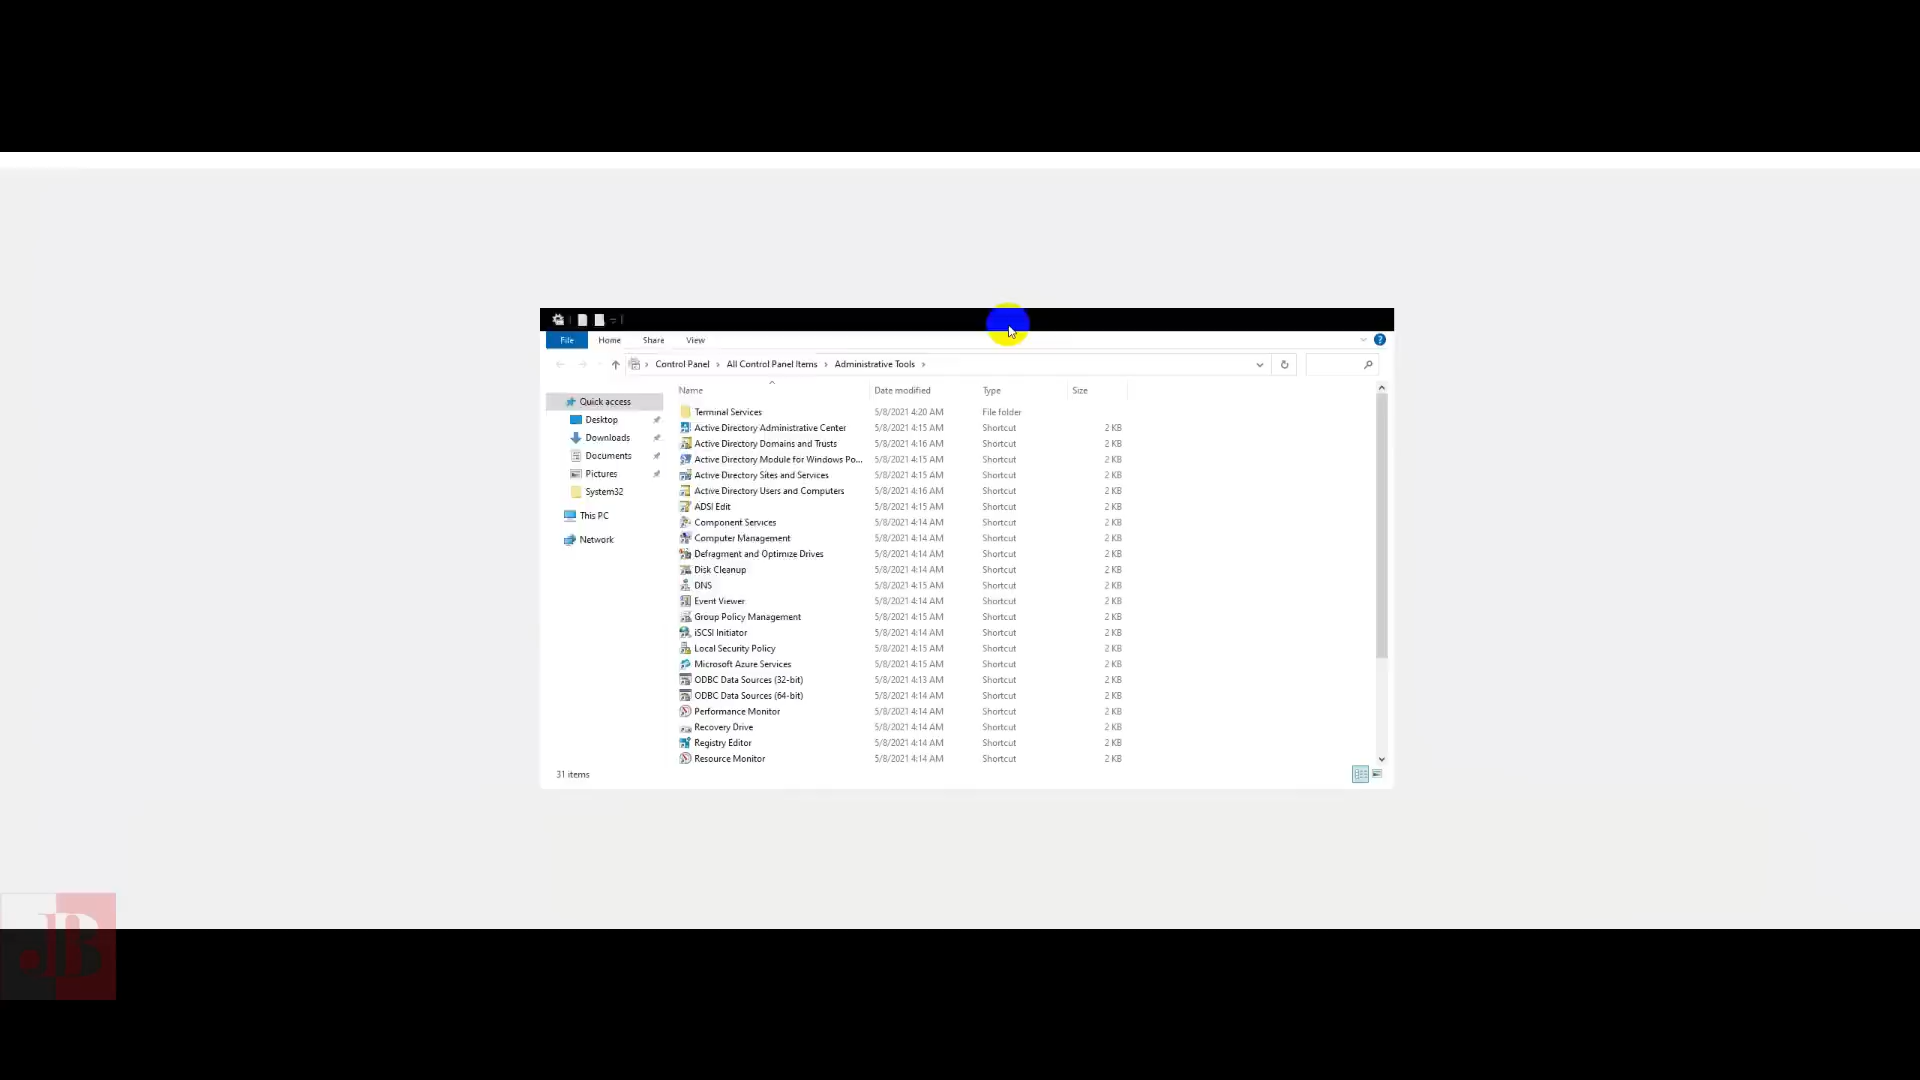 File Home Share View
Control Panel All Control Panel Items Administrative Tools
Name Date modified Type Size
Quick access
Desktop
Downloads
Documents
Pictures
System32
This PC
Network
Terminal Services 5/8/2021 4:20 AM File folder
Active Directory Administrative Center 5/8/2021 4:15 AM Shortcut 2 KB
Active Directory Domains and Trusts 5/8/2021 4:16 AM Shortcut 2 KB
Active Directory Module for Windows Po... 5/8/2021 4:15 AM Shortcut 2 KB
Active Directory Sites and Services 5/8/2021 4:15 AM Shortcut 2 KB
Active Directory Users and Computers 5/8/2021 4:16 AM Shortcut 2 KB
ADSI Edit 5/8/2021 4:15 AM Shortcut 2 KB
Component Services 5/8/2021 4:14 AM Shortcut 2 KB
Computer Management 5/8/2021 4:14 AM Shortcut 2 KB
Defragment and Optimize Drives 5/8/2021 4:14 AM Shortcut 2 KB
Disk Cleanup 5/8/2021 4:14 AM Shortcut 2 KB
DNS 5/8/2021 4:15 AM Shortcut 2 KB
Event Viewer 5/8/2021 4:14 AM Shortcut 2 KB
Group Policy Management 5/8/2021 4:15 AM Shortcut 2 KB
iSCSI Initiator 5/8/2021 4:14 AM Shortcut 2 KB
Local Security Policy 5/8/2021 4:15 AM Shortcut 2 KB
Microsoft Azure Services 5/8/2021 4:15 AM Shortcut 2 KB
ODBC Data Sources (32-bit) 5/8/2021 4:13 AM Shortcut 2 KB
ODBC Data Sources (64-bit) 5/8/2021 4:14 AM Shortcut 2 KB
Performance Monitor 5/8/2021 4:14 AM Shortcut 2 KB
Recovery Drive 5/8/2021 4:14 AM Shortcut 2 KB
Registry Editor 5/8/2021 4:14 AM Shortcut 2 KB
Resource Monitor 5/8/2021 4:14 AM Shortcut 2 KB
31 items